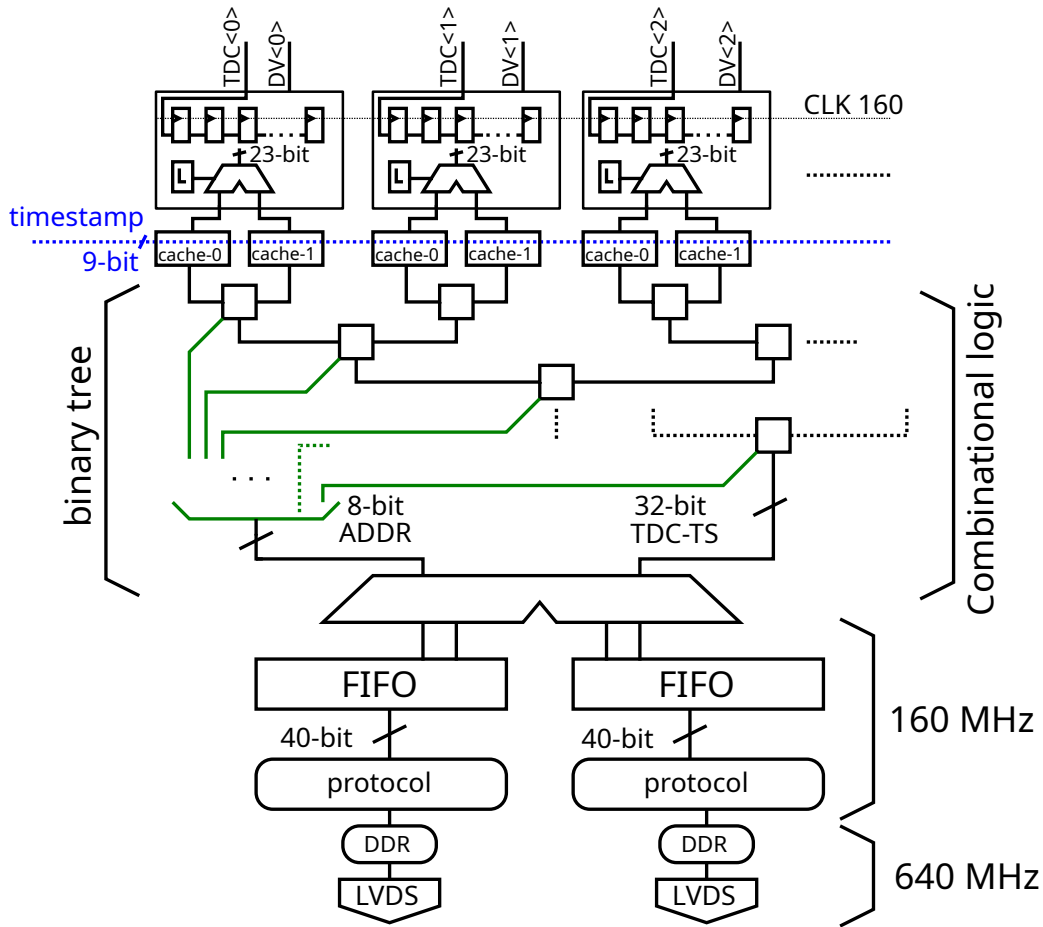 TDC<0>
DV<0>
TDC<1>
DV<1>
TDC<2>
DV<2>
CLK 160
23-bit
23-bit
23-bit
L
L
L
timestamp
9-bit
cache-0
cache-1
cache-0
cache-1
cache-0
cache-1
binary tree
Combinational logic
. . .
8-bit
ADDR
32-bit
TDC-TS
FIFO
FIFO
40-bit
40-bit
160 MHz
protocol
protocol
DDR
DDR
640 MHz
LVDS
LVDS